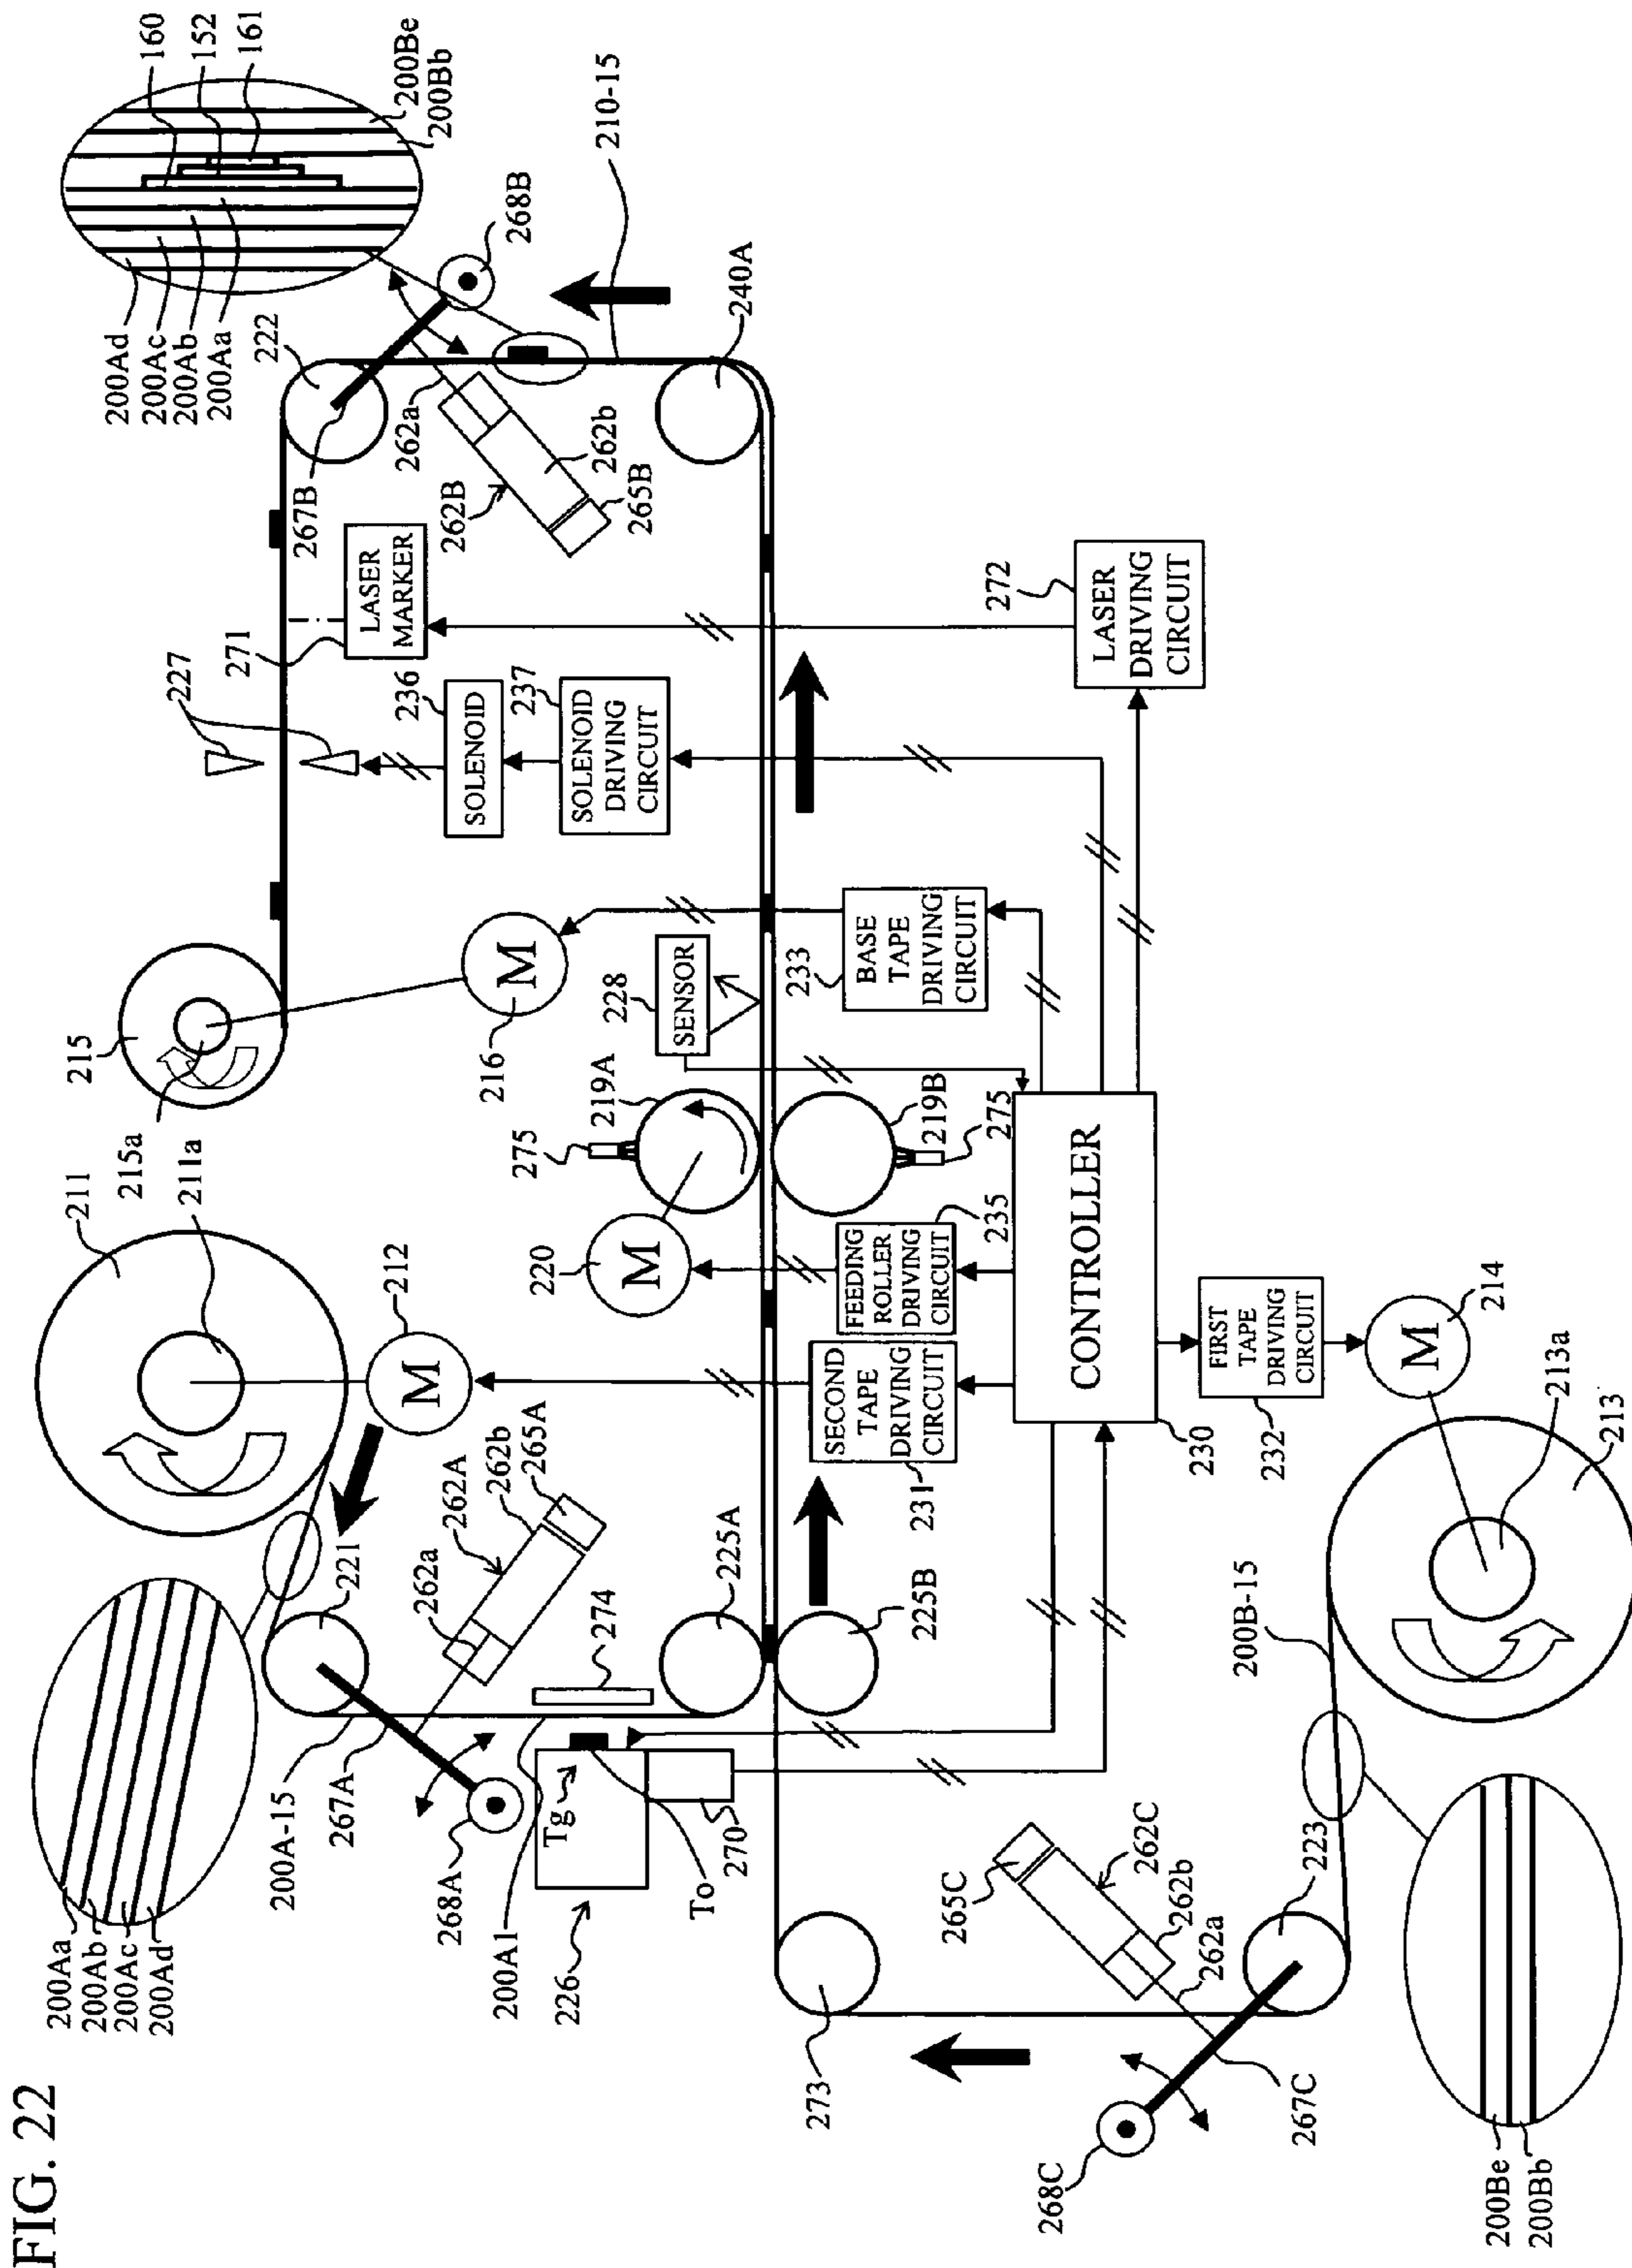 FIG. 22
200Aa
200Ab
200Ac
200Ad
200A-15
267A
268A
200A1
226
Tg
To
270
221
262a
262A
262b
265A
274
225A
225B
211
211a
212
215a
215
M
M
M
216
220
275
219A
219B
275
228
SENSOR
227
271
236
SOLENOID
237
SOLENOID
DRIVING
CIRCUIT
LASER
MARKER
267B
262B
262a
262b
265B
222
268B
240A
210-15
200Ad
200Ac
200Ab
200Aa
160
152
161
200Be
200Bb
272
LASER
DRIVING
CIRCUIT
233
BASE
TAPE
DRIVING
CIRCUIT
235
FEEDING
ROLLER
DRIVING
CIRCUIT
231
SECOND
TAPE
DRIVING
CIRCUIT
CONTROLLER
230
232
FIRST
TAPE
DRIVING
CIRCUIT
M
214
213a
213
200B-15
223
262C
262b
262a
265C
273
267C
268C
200Be
200Bb